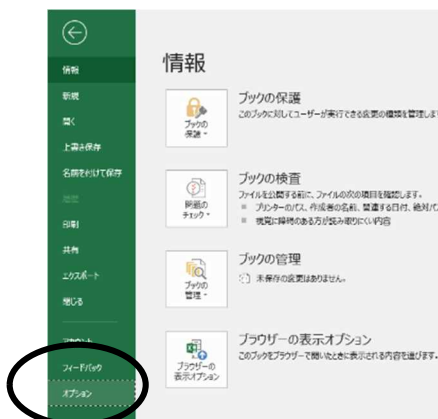 情報
情報
新規
開く
上書き保存
名前を付けて保存
履歴
印刷
共有
エクスポート
閉じる
アカウント
フィードバック
オプション
ブックの保護
このブックに対してユーザーが実行できる変更の種類を管理しま
ブックの
保護
ブックの検査
ファイルを公開する前に、ファイルの次の項目を確認します。
プリンターのパス、作成者の名前、関連する日付、絶対パ
視覚に障碍のある方が読み取りにくい内容
問題の
チェック
ブックの管理
未保存の変更はありません。
ブックの
管理
ブラウザーの表示オプション
このブックをブラウザーで開いたときに表示される内容を選びます。
ブラウザーの
表示オプション